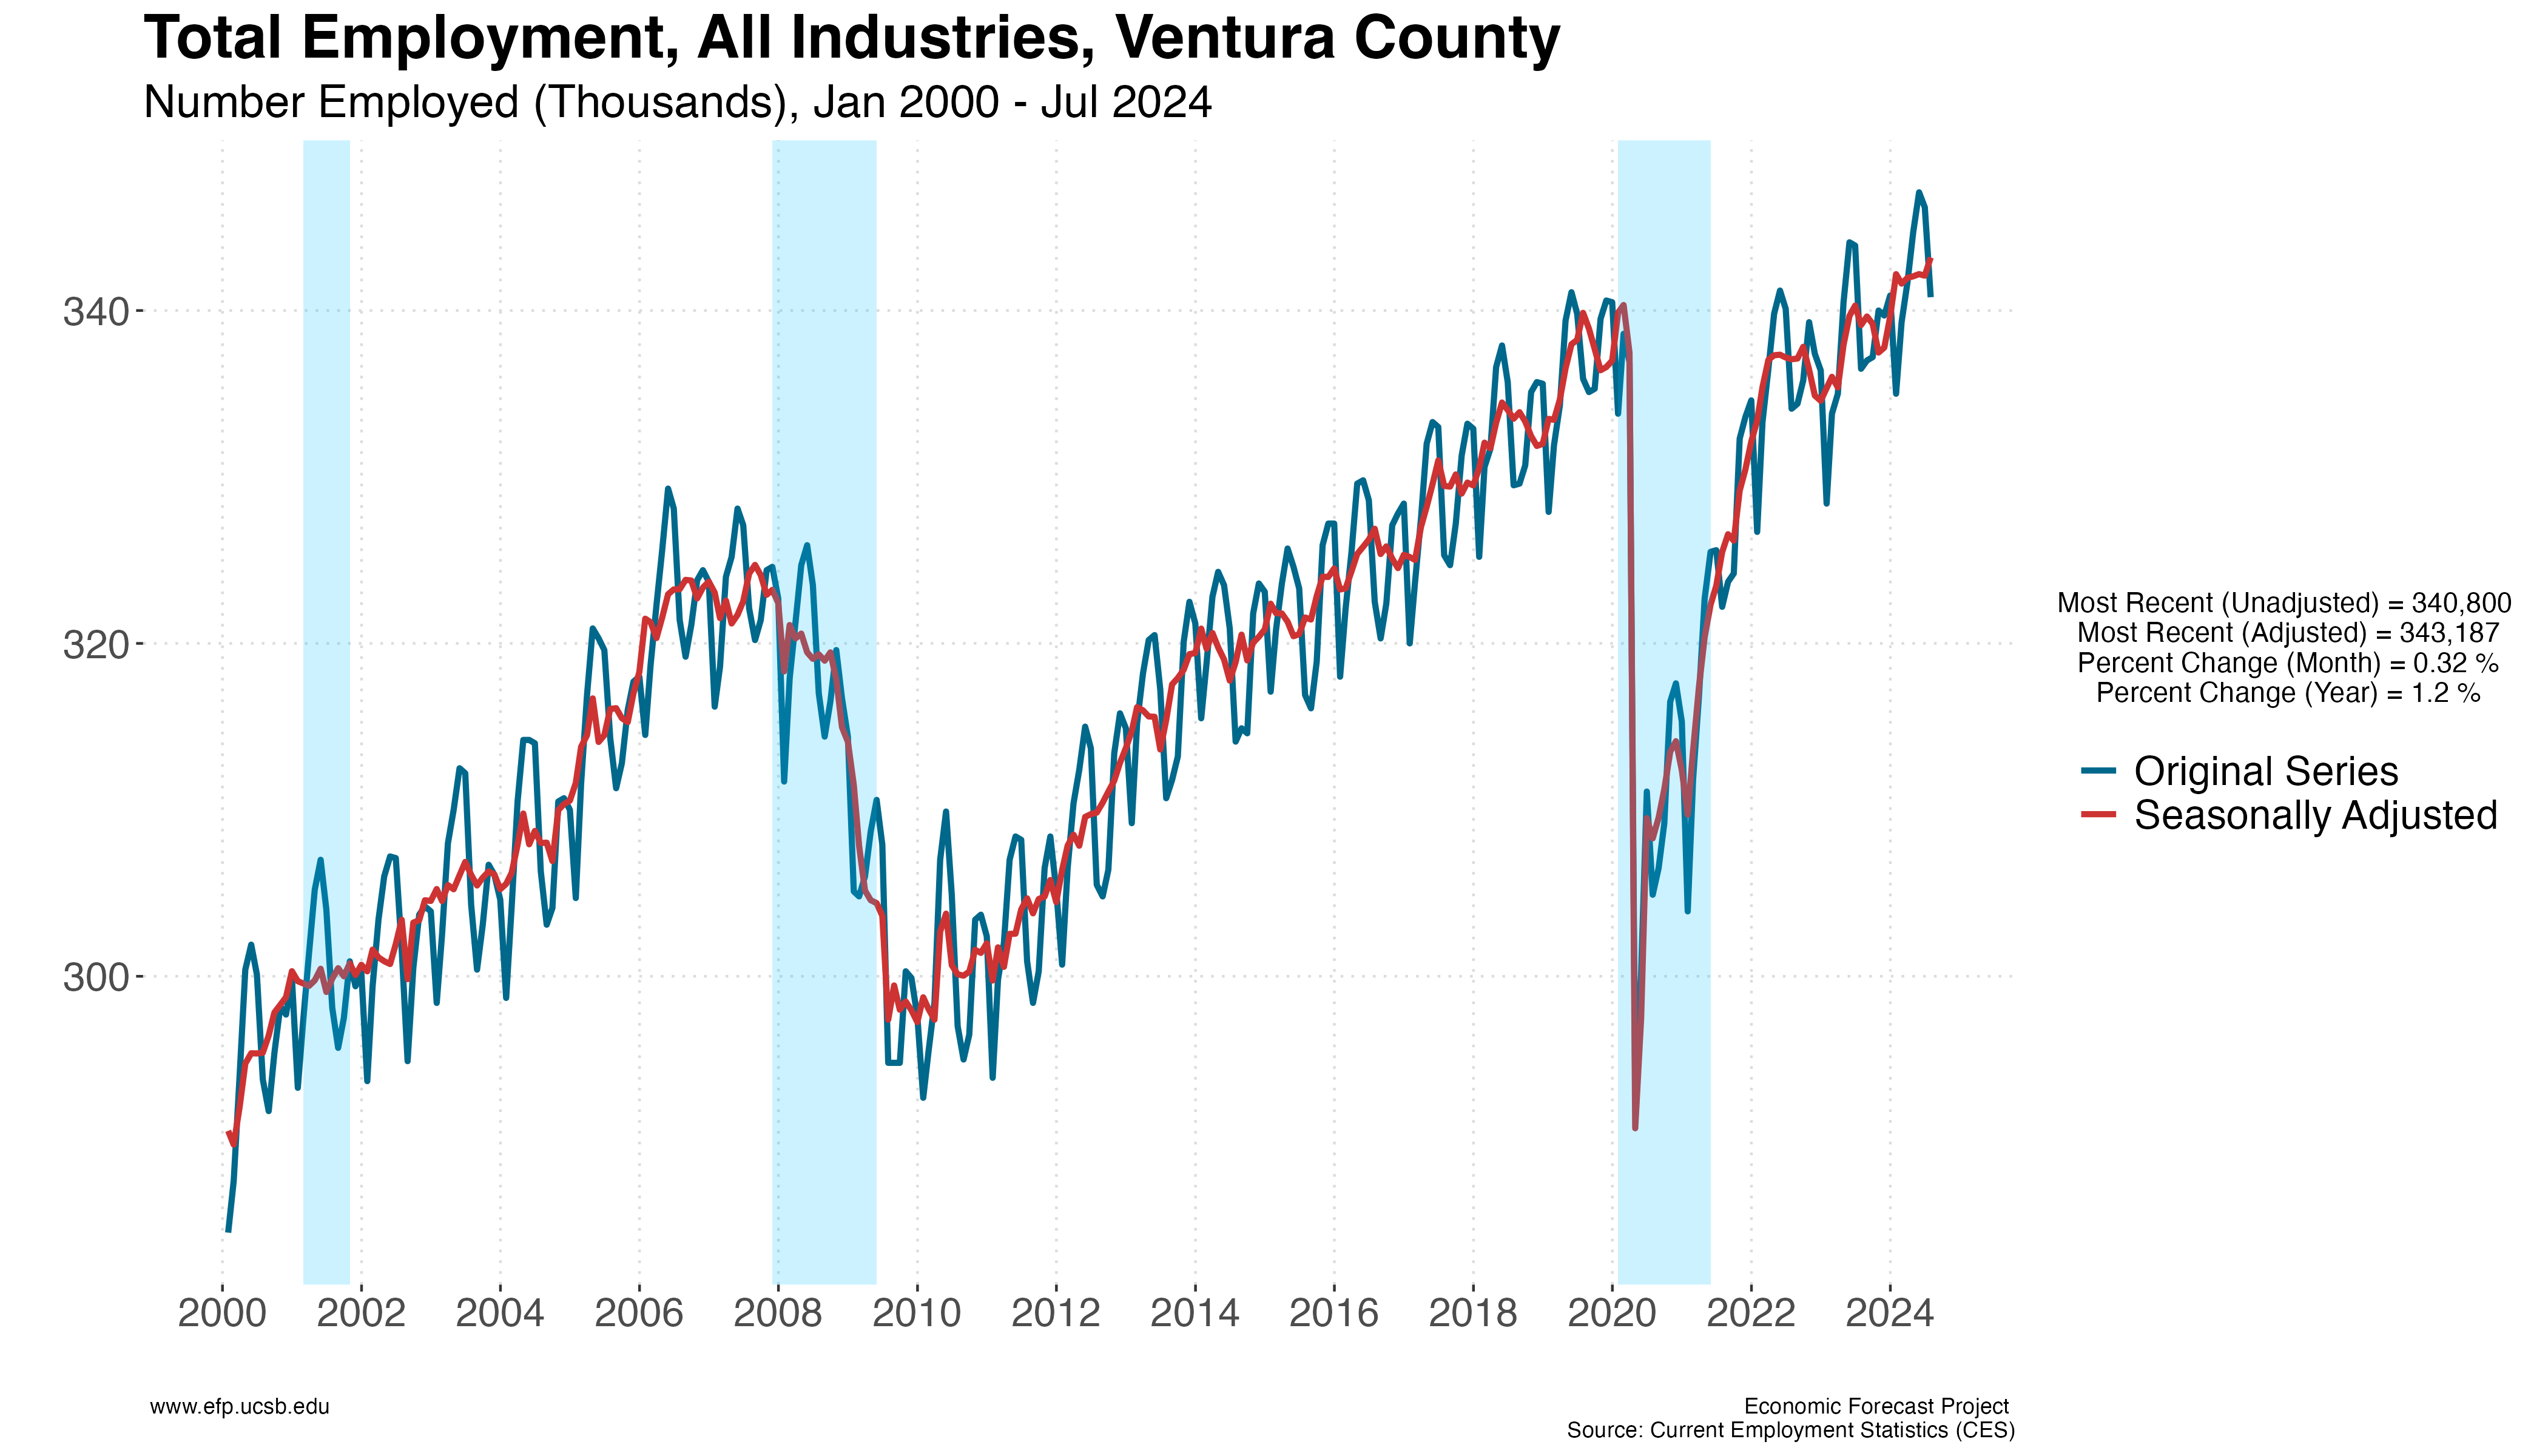 Total Employment, All Industries, Ventura County
Number Employed (Thousands), Jan 2000 - Jul 2024
340
320
300
2000 2002 2004 2006 2008 2010 2012 2014 2016 2018 2020 2022 2024
Most Recent (Unadjusted) = 340,800
Most Recent (Adjusted) = 343,187
Percent Change (Month) = 0.32 %
Percent Change (Year) = 1.2 %
Original Series
Seasonally Adjusted
www.efp.ucsb.edu
Economic Forecast Project
Source: Current Employment Statistics (CES)